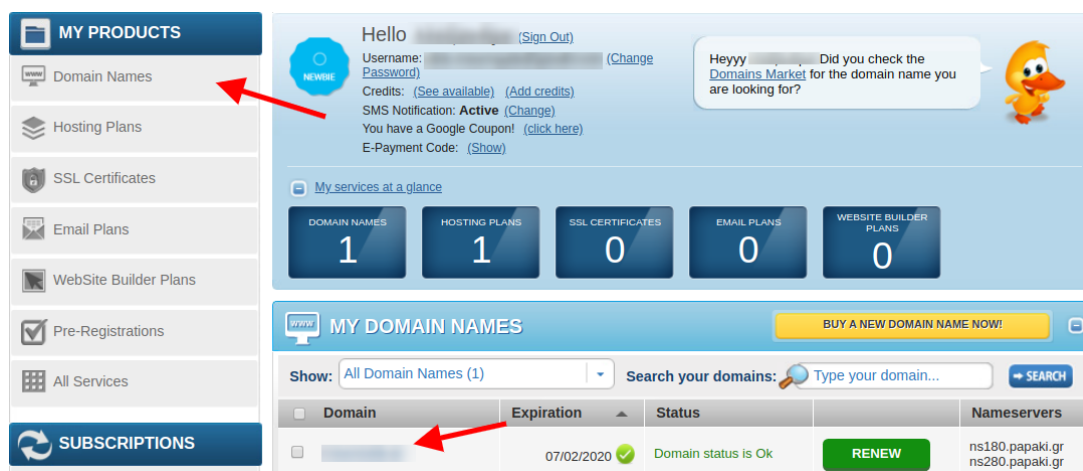 MY PRODUCTS
www
Domain Names
Hosting Plans
SSL Certificates
Email Plans
WebSite Builder Plans
Pre-Registrations
All Services
SUBSCRIPTIONS
NEWBIE
Hello (Sign Out)
Username: (Change
Password)
Credits: (See available) (Add credits)
SMS Notification: Active (Change)
You have a Google Coupon! (click here)
E-Payment Code: (Show)
Heyyy Did you check the
Domains Market for the domain name you
are looking for?
My services at a glance
DOMAIN NAMES
1
HOSTING PLANS
1
SSL CERTIFICATES
0
EMAIL PLANS
0
WEBSITE BUILDER
PLANS
0
www
MY DOMAIN NAMES
BUY A NEW DOMAIN NAME NOW!
Show: All Domain Names (1)
Search your domains: Type your domain... SEARCH
Domain Expiration Status Nameservers
07/02/2020 Domain status is Ok RENEW ns180.papaki.gr
ns280.papaki.gr